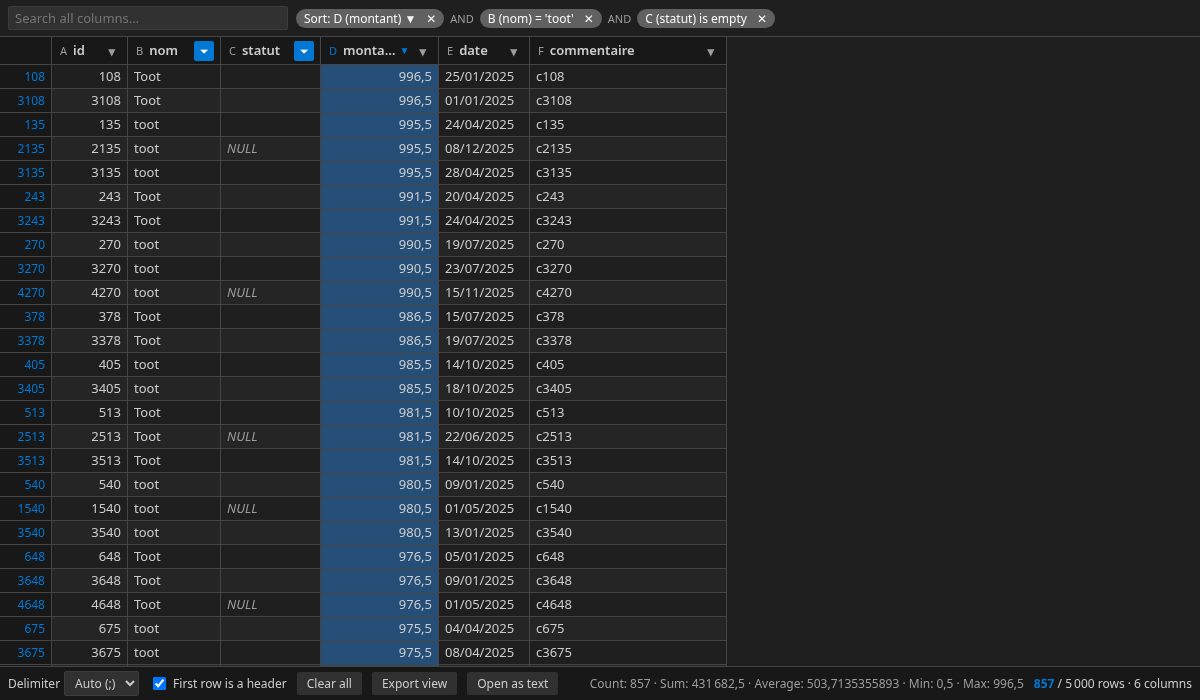 Search all columns...
Sort: D (montant) ▼ ✕ AND B (nom) = 'toot' ✕ AND C (statut) is empty ✕
A id ▼ B nom ▼ C statut ▼ D monta... ▼ ▼ E date ▼ F commentaire ▼
108 108 Toot 996,5 25/01/2025 c108
3108 3108 Toot 996,5 01/01/2025 c3108
135 135 toot 995,5 24/04/2025 c135
2135 2135 toot NULL 995,5 08/12/2025 c2135
3135 3135 toot 995,5 28/04/2025 c3135
243 243 Toot 991,5 20/04/2025 c243
3243 3243 Toot 991,5 24/04/2025 c3243
270 270 toot 990,5 19/07/2025 c270
3270 3270 toot 990,5 23/07/2025 c3270
4270 4270 toot NULL 990,5 15/11/2025 c4270
378 378 Toot 986,5 15/07/2025 c378
3378 3378 Toot 986,5 19/07/2025 c3378
405 405 toot 985,5 14/10/2025 c405
3405 3405 toot 985,5 18/10/2025 c3405
513 513 Toot 981,5 10/10/2025 c513
2513 2513 Toot NULL 981,5 22/06/2025 c2513
3513 3513 Toot 981,5 14/10/2025 c3513
540 540 toot 980,5 09/01/2025 c540
1540 1540 toot NULL 980,5 01/05/2025 c1540
3540 3540 toot 980,5 13/01/2025 c3540
648 648 Toot 976,5 05/01/2025 c648
3648 3648 Toot 976,5 09/01/2025 c3648
4648 4648 Toot NULL 976,5 01/05/2025 c4648
675 675 toot 975,5 04/04/2025 c675
3675 3675 toot 975,5 08/04/2025 c3675
Delimiter Auto (;) First row is a header Clear all Export view Open as text Count: 857 · Sum: 431 682,5 · Average: 503,7135355893 · Min: 0,5 · Max: 996,5 857 / 5 000 rows · 6 columns